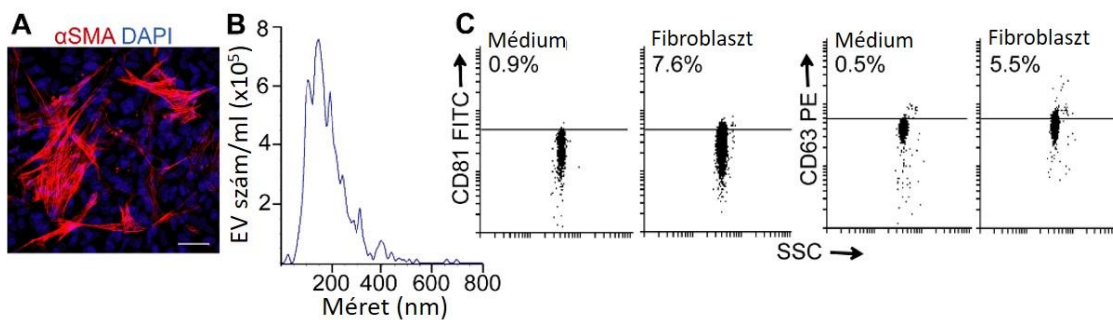 A
αSMA DAPI
B
EV szám/ml (x10⁵)
8
6
4
2
200
400
600
800
Méret (nm)
C
CD81 FITC
Médium
0.9%
Fibroblaszt
7.6%
CD63 PE
Médium
0.5%
Fibroblaszt
5.5%
SSC